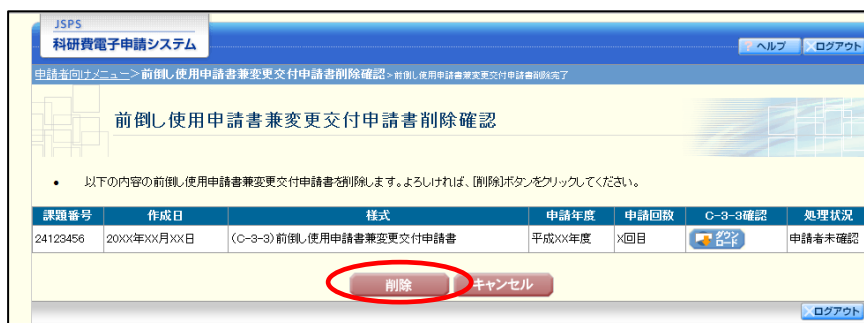 JSPS
科研費電子申請システム
ヘルプ ログアウト
申請者向けメニュー>前倒し使用申請書兼変更交付申請書削除確認>前倒し使用申請書兼変更交付申請書削除完了
前倒し使用申請書兼変更交付申請書削除確認
• 以下の内容の前倒し使用申請書兼変更交付申請書を削除します。よろしければ、[削除]ボタンをクリックしてください。
課題番号 作成日 様式 申請年度 申請回数 C-3-3確認 処理状況
24123456 20XX年XX月XX日 (C-3-3)前倒し使用申請書兼変更交付申請書 平成XX年度 X回目 ダウンロード 申請者未確認
削除 キャンセル
ログアウト